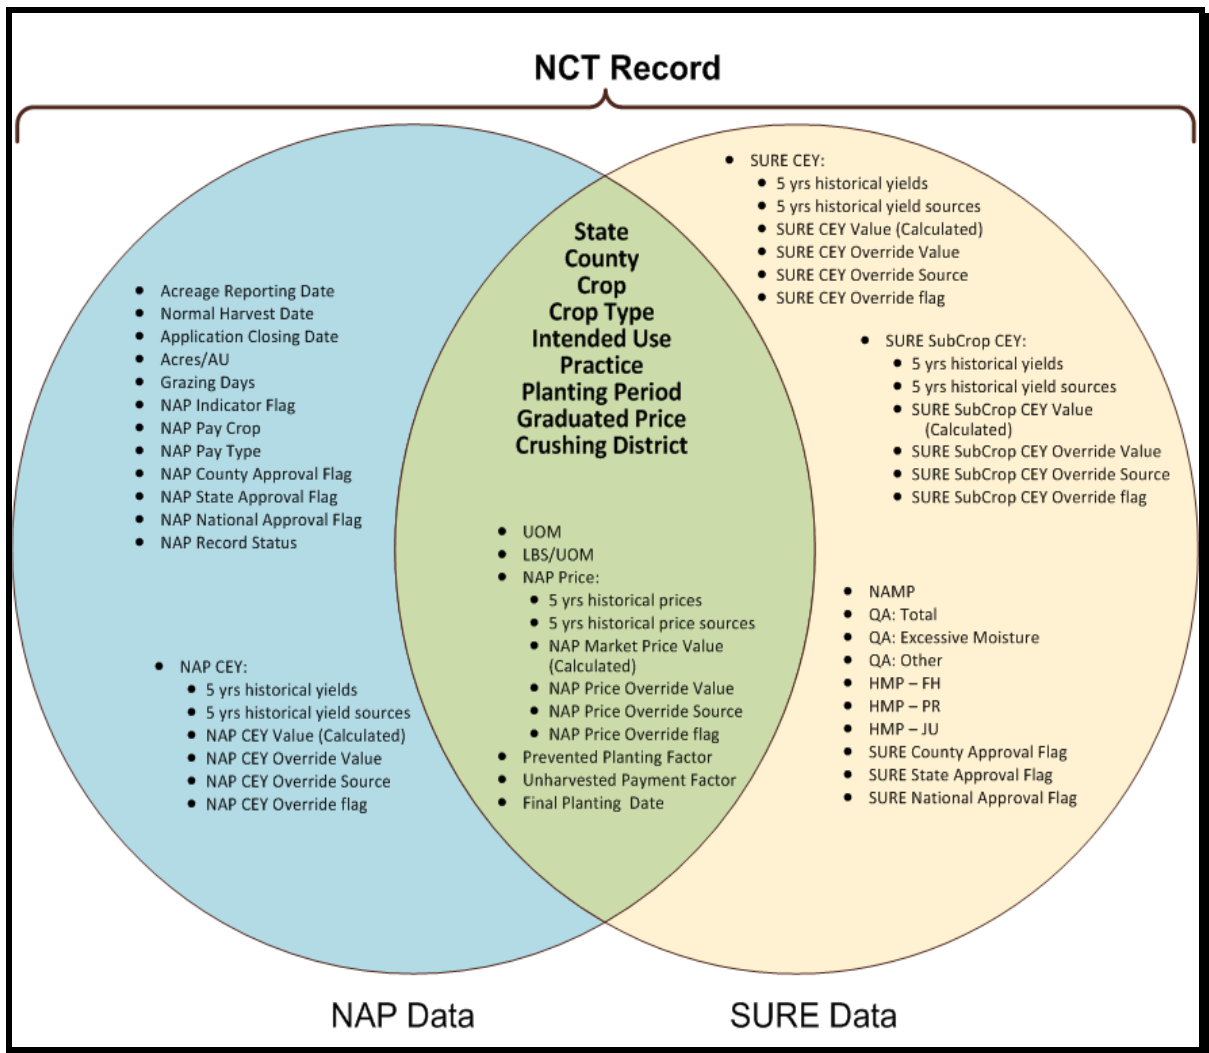 NCT Record
• Acreage Reporting Date
• Normal Harvest Date
• Application Closing Date
• Acres/AU
• Grazing Days
• NAP Indicator Flag
• NAP Pay Crop
• NAP Pay Type
• NAP County Approval Flag
• NAP State Approval Flag
• NAP National Approval Flag
• NAP Record Status
• NAP CEY:
• 5 yrs historical yields
• 5 yrs historical yield sources
• NAP CEY Value (Calculated)
• NAP CEY Override Value
• NAP CEY Override Source
• NAP CEY Override flag
State
County
Crop
Crop Type
Intended Use
Practice
Planting Period
Graduated Price
Crushing District
• UOM
• LBS/UOM
• NAP Price:
• 5 yrs historical prices
• 5 yrs historical price sources
• NAP Market Price Value
(Calculated)
• NAP Price Override Value
• NAP Price Override Source
• NAP Price Override flag
• Prevented Planting Factor
• Unharvested Payment Factor
• Final Planting Date
• SURE CEY:
• 5 yrs historical yields
• 5 yrs historical yield sources
• SURE CEY Value (Calculated)
• SURE CEY Override Value
• SURE CEY Override Source
• SURE CEY Override flag
• SURE SubCrop CEY:
• 5 yrs historical yields
• 5 yrs historical yield sources
• SURE SubCrop CEY Value
(Calculated)
• SURE SubCrop CEY Override Value
• SURE SubCrop CEY Override Source
• SURE SubCrop CEY Override flag
• NAMP
• QA: Total
• QA: Excessive Moisture
• QA: Other
• HMP – FH
• HMP – PR
• HMP – JU
• SURE County Approval Flag
• SURE State Approval Flag
• SURE National Approval Flag
NAP Data
SURE Data